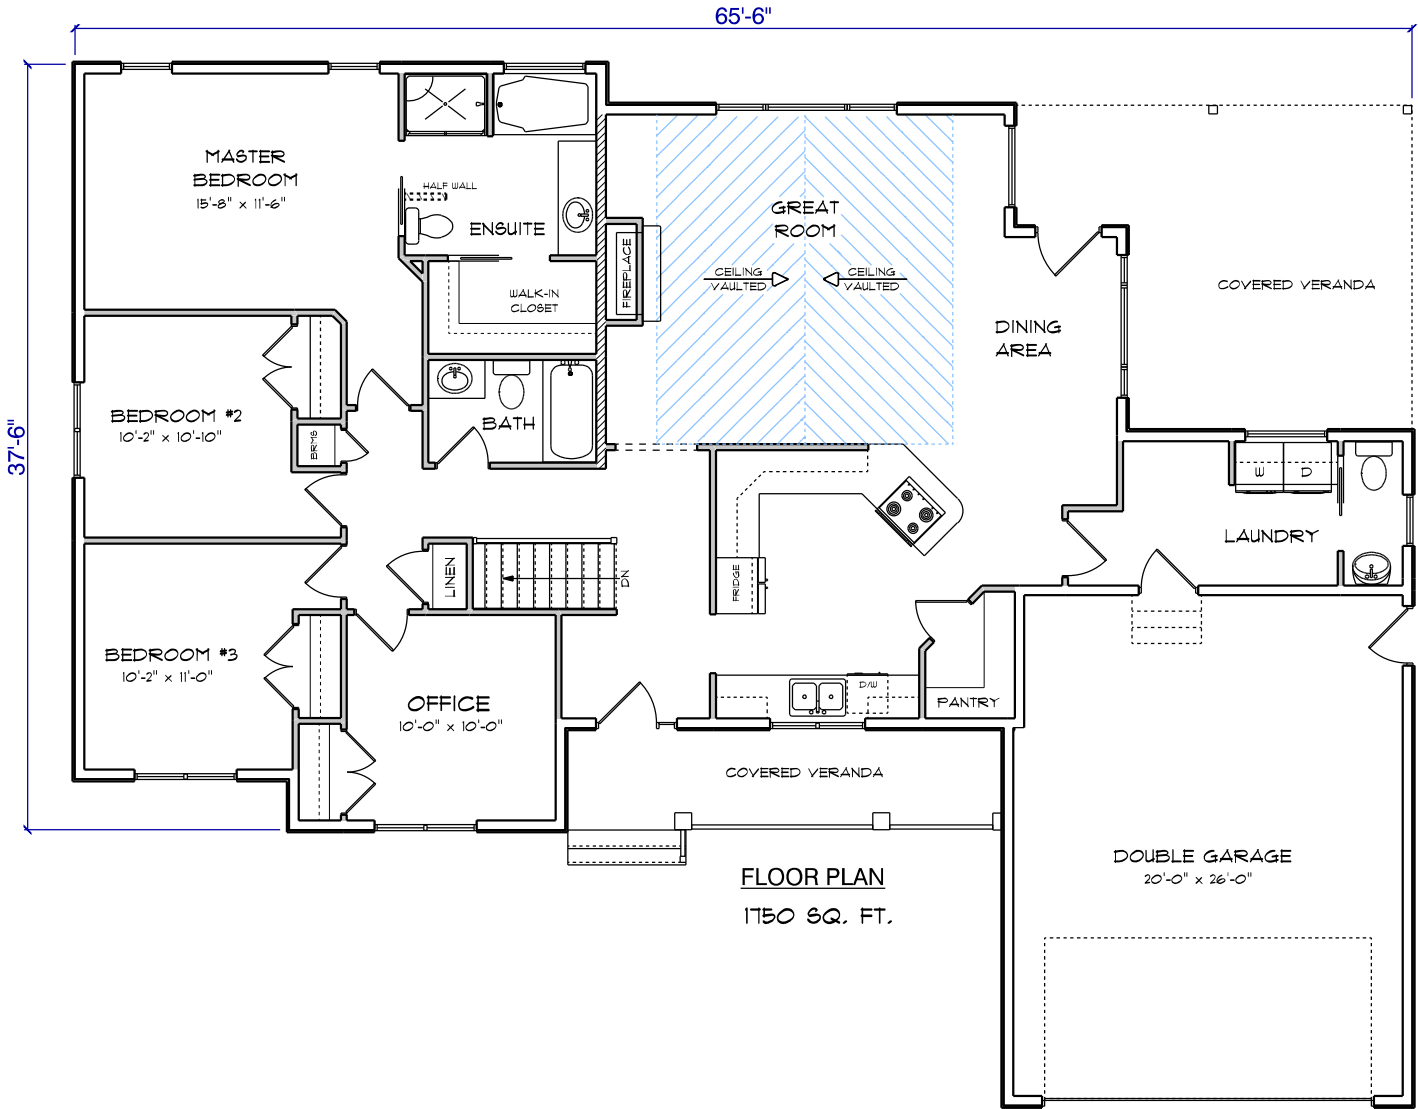 65'-6"
37'-6"
MASTER
BEDROOM
15'-8" x 11'-6"
HALF WALL
ENSUITE
WALK-IN
CLOSET
FIREPLACE
GREAT
ROOM
CEILING
VAULTED
CEILING
VAULTED
DINING
AREA
COVERED VERANDA
BEDROOM #2
10'-2" x 10'-10"
BRMS
BATH
W
D
LAUNDRY
LINEN
DN
FRIDGE
BEDROOM #3
10'-2" x 11'-0"
OFFICE
10'-0" x 10'-0"
D/W
PANTRY
COVERED VERANDA
DOUBLE GARAGE
20'-0" x 26'-0"
FLOOR PLAN
1750 SQ. FT.